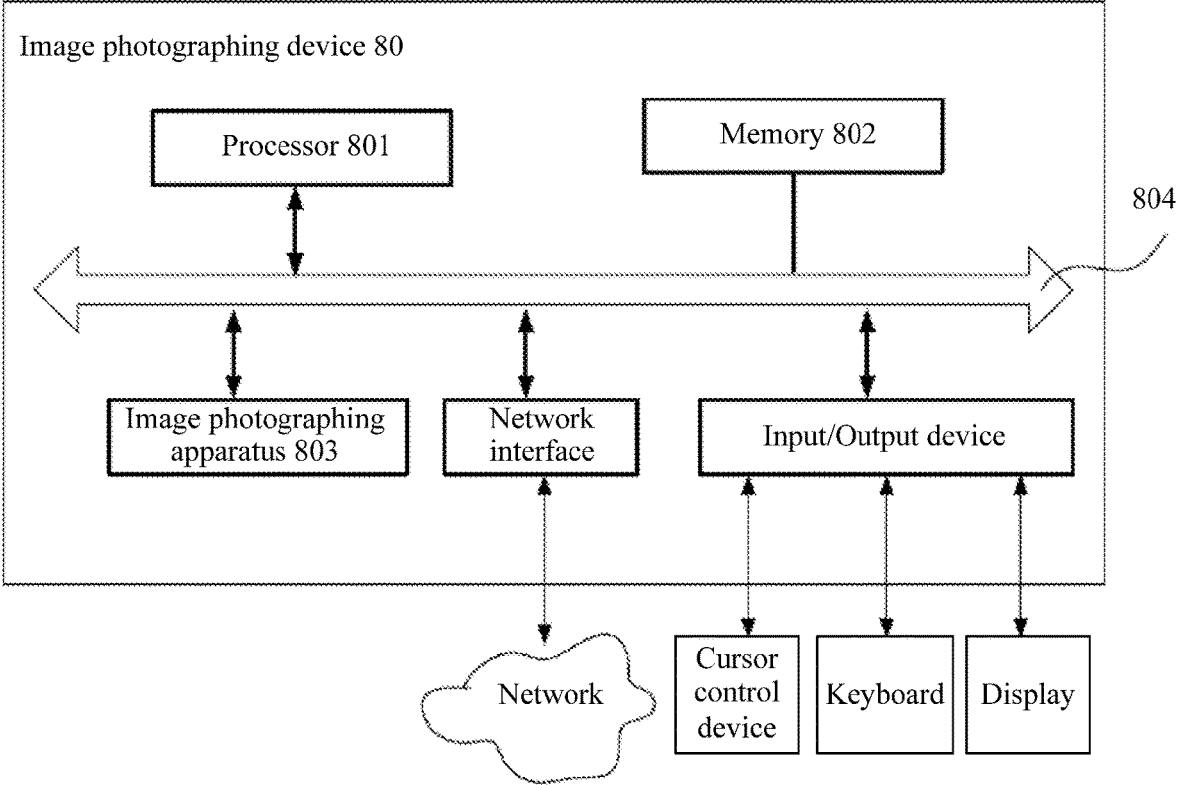 Image photographing device 80
Processor 801
Memory 802
804
Image photographing
apparatus 803
Network
interface
Input/Output device
Network
Cursor
control
device
Keyboard
Display